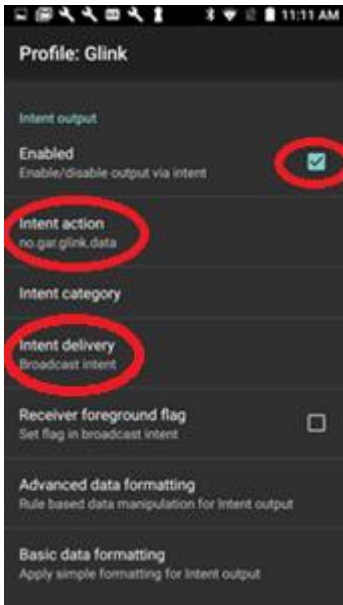 11:11 AM
Profile: Glink
Intent output
Enabled
Enable/disable output via intent
Intent action
no.gar.glink.data
Intent category
Intent delivery
Broadcast intent
Receiver foreground flag
Set flag in broadcast intent
Advanced data formatting
Rule based data manipulation for Intent output
Basic data formatting
Apply simple formatting for Intent output